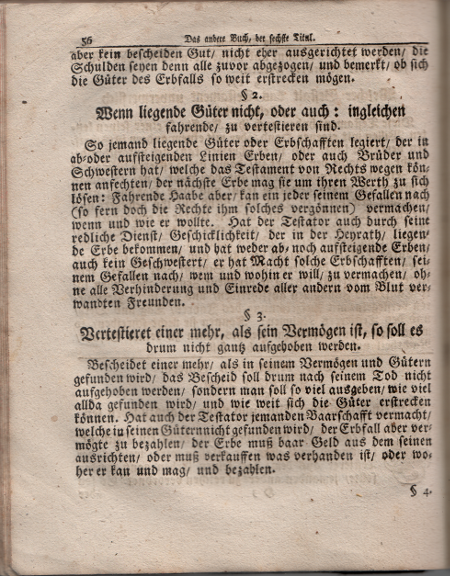 56 Das andere Buch, der sechste Titul.
aber kein bescheiden Gut/ nicht eher ausgerichtet werden/ die
Schulden seyen denn alle zuvor abgezogen/ und bemerkt/ ob sich
die Güter des Erbfalls so weit erstrecken mögen.
§ 2.
Wenn liegende Güter nicht, oder auch: ingleichen
fahrende/ zu vertestieren sind.
So jemand liegende Güter oder Erbschafften legiert/ der in
ab- oder aufsteigenden Linien Erben/ oder auch Brüder und
Schwestern hat/ welche das Testament von Rechts wegen kön-
nen anfechten/ der nächste Erbe mag sie um ihren Werth zu sich
lösen: Fahrende Haabe aber/ kan ein jeder seinem Gefallen nach
(so fern doch die Rechte ihm solches vergönnen) vermachen/
wenn und wie er wollte. Hat der Testator auch durch seine
redliche Dienst/ Geschicklichkeit/ der in der Heyrath/ liegen-
de Erbe bekommen/ und hat weder ab- noch aufsteigende Erben/
auch kein Geschwestert/ er hat Macht solche Erbschafften/ sei-
nem Gefallen nach/ wem und wohin er will/ zu vermachen/ oh-
ne alle Verhinderung und Einrede aller andern vom Blut ver-
wandten Freunden.
§ 3.
Vertestieret einer mehr, als sein Vermögen ist, so soll es
drum nicht gantz aufgehoben werden.
Bescheidet einer mehr/ als in seinem Vermögen und Gütern
gefunden wird/ das Bescheid soll drum nach seinem Tod nicht
aufgehoben werden/ sondern man soll so viel ausgeben/ wie viel
allda gefunden wird/ und wie weit sich die Güter erstrecken
können. Hat auch der Testator jemanden Baarschafft vermacht/
welche in seinen Gütern nicht gefunden wird/ der Erbfall aber ver-
mögte zu bezahlen/ der Erbe muß baar Geld aus dem seinen
ausrichten/ oder muß verkauffen was verhanden ist/ oder wo-
her er kan und mag/ und bezahlen.
§ 4.